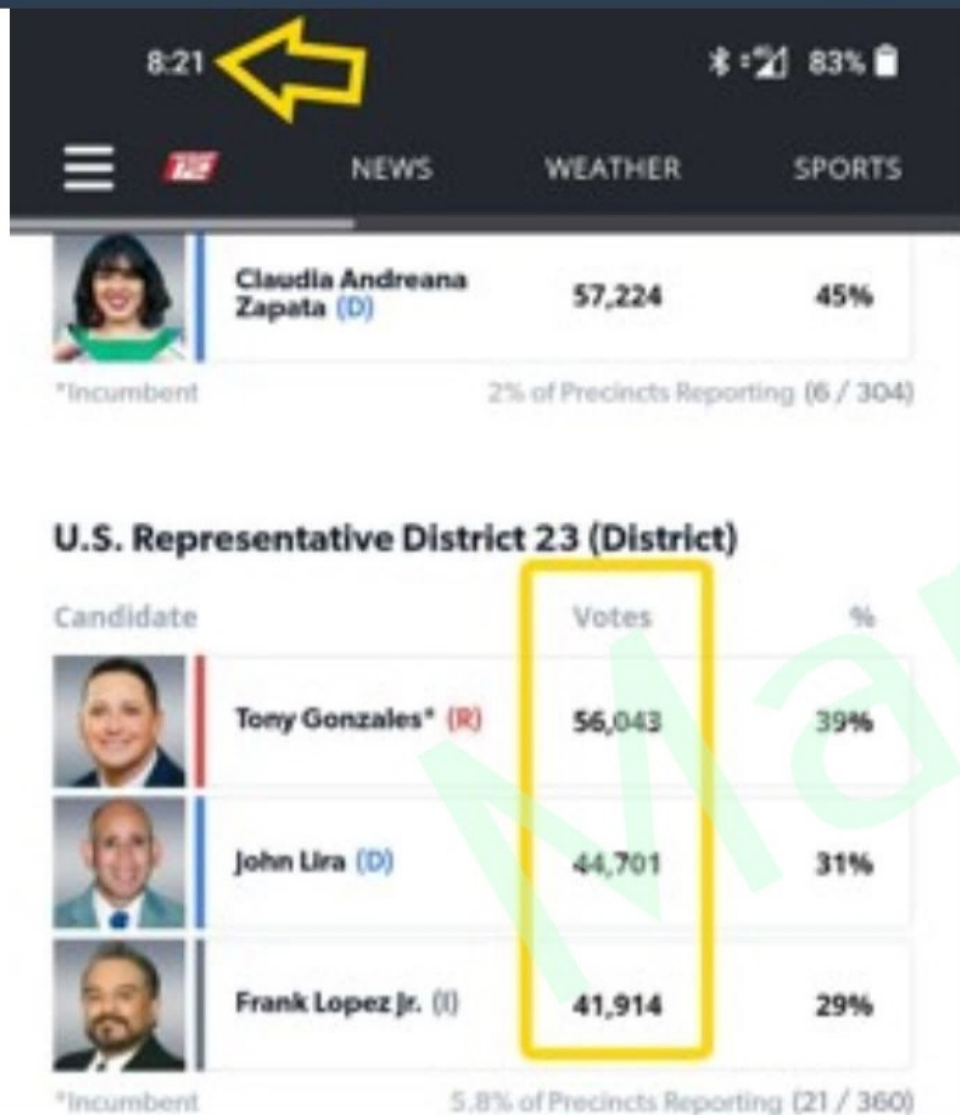 8:21 83%
12 NEWS WEATHER SPORTS
Claudia Andreana
Zapata (D) 57,224 45%
*Incumbent 2% of Precincts Reporting (6 / 304)
U.S. Representative District 23 (District)
Candidate Votes %
Tony Gonzales* (R) 56,043 39%
John Lira (D) 44,701 31%
Frank Lopez Jr. (I) 41,914 29%
*Incumbent 5.8% of Precincts Reporting (21 / 360)
Ma